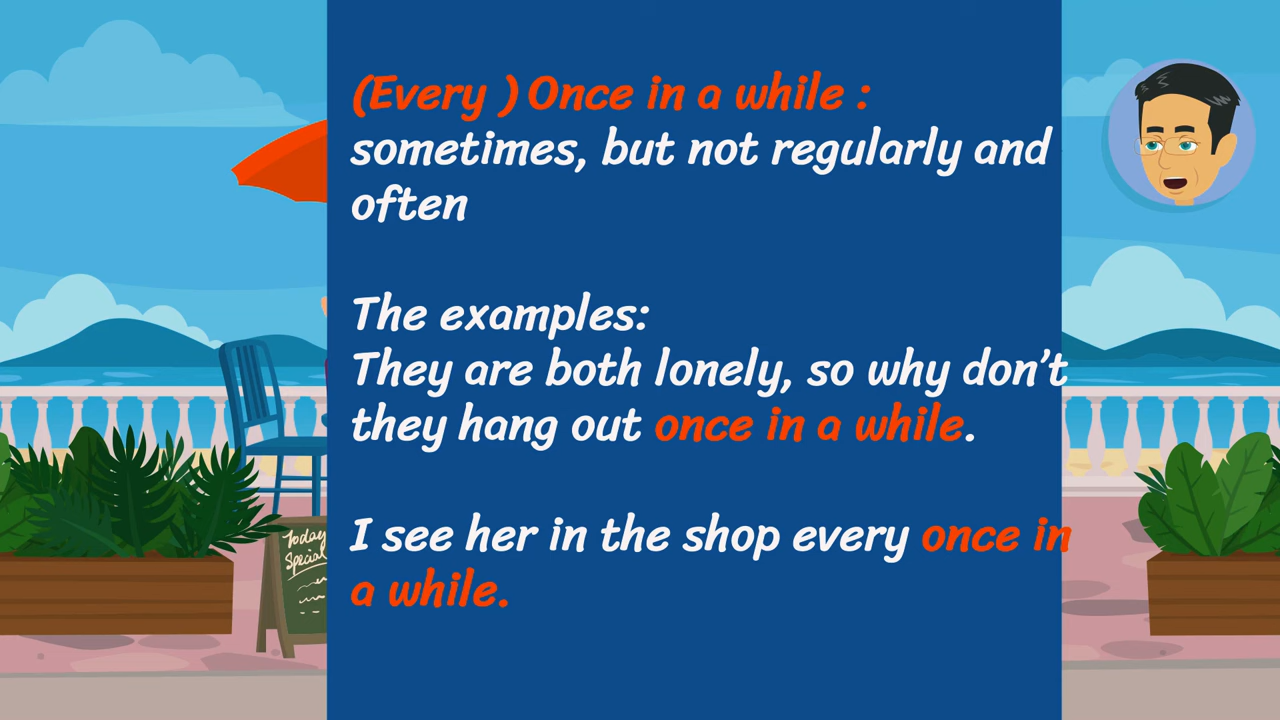 (Every ) Once in a while :
sometimes, but not regularly and
often
The examples:
They are both lonely, so why don't
they hang out once in a while.
I see her in the shop every once in
a while.
Today
Special